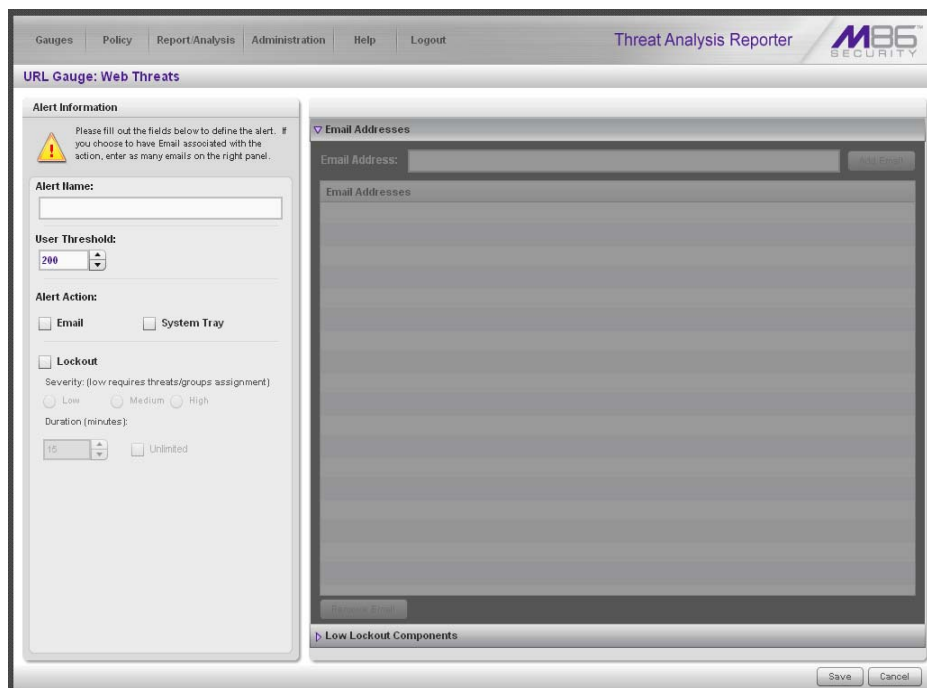 Gauges Policy Report/Analysis Administration Help Logout Threat Analysis Reporter M86 SECURITY
URL Gauge: Web Threats
Alert Information
Please fill out the fields below to define the alert. If
you choose to have Email associated with the
action, enter as many emails on the right panel.
Alert Name:
User Threshold:
200
Alert Action:
Email System Tray
Lockout
Severity: (low requires threats/groups assignment)
Low Medium High
Duration (minutes):
15 Unlimited
Email Addresses
Email Address: Add Email
Email Addresses
Remove Email
Low Lockout Components
Save Cancel